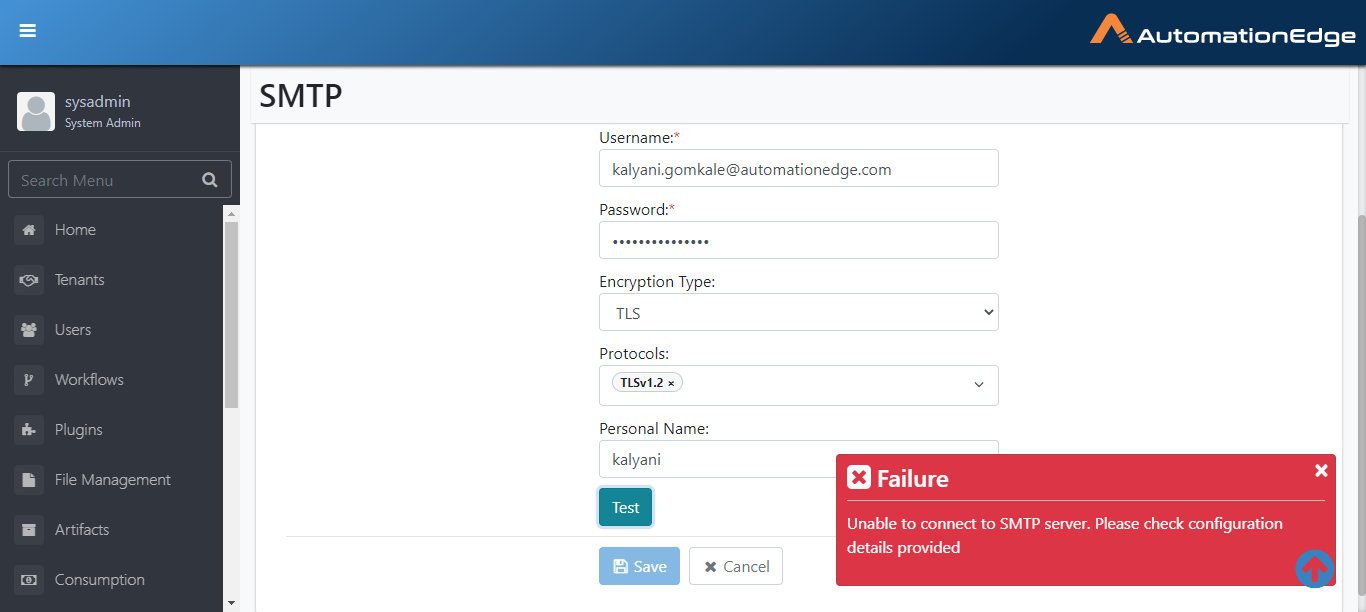 AutomationEdge
sysadmin
System Admin
Search Menu
Home
Tenants
Users
Workflows
Plugins
File Management
Artifacts
Consumption
SMTP
Username:*
kalyani.gomkale@automationedge.com
Password:*
•••••••••••••••
Encryption Type:
TLS
Protocols:
TLSv1.2 ×
Personal Name:
kalyani
Test
Save
Cancel
Failure
Unable to connect to SMTP server. Please check configuration
details provided